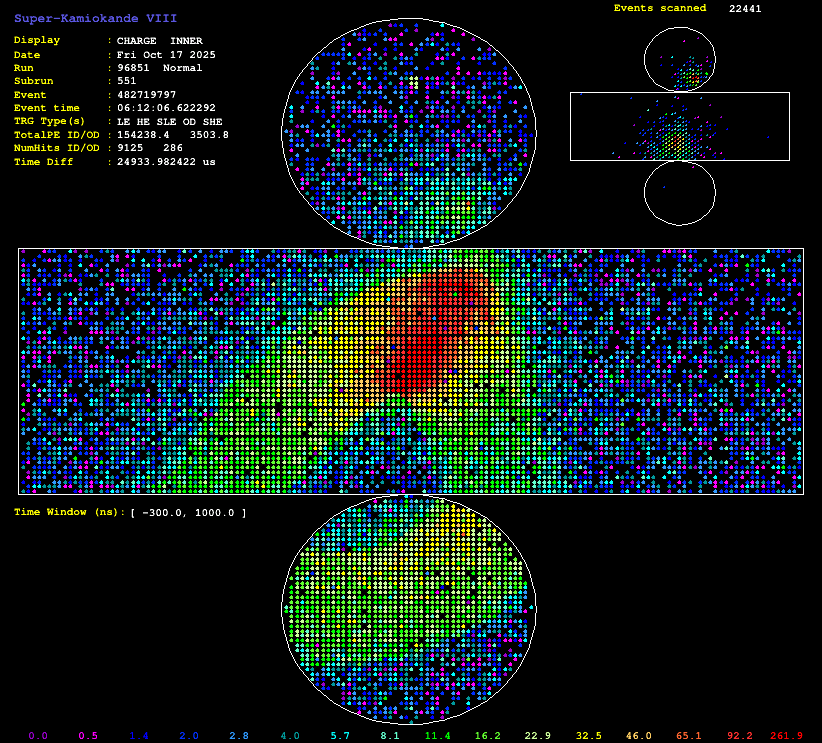 Super-Kamiokande VIII
Events scanned 22441
Display : CHARGE INNER
Date : Fri Oct 17 2025
Run : 96851 Normal
Subrun : 551
Event : 482719797
Event time : 06:12:06.622292
TRG Type(s) : LE HE SLE OD SHE
TotalPE ID/OD : 154238.4 3503.8
NumHits ID/OD : 9125 286
Time Diff : 24933.982422 us
Time Window (ns): [ -300.0, 1000.0 ]
0.0 0.5 1.4 2.0 2.8 4.0 5.7 8.1 11.4 16.2 22.9 32.5 46.0 65.1 92.2 261.9